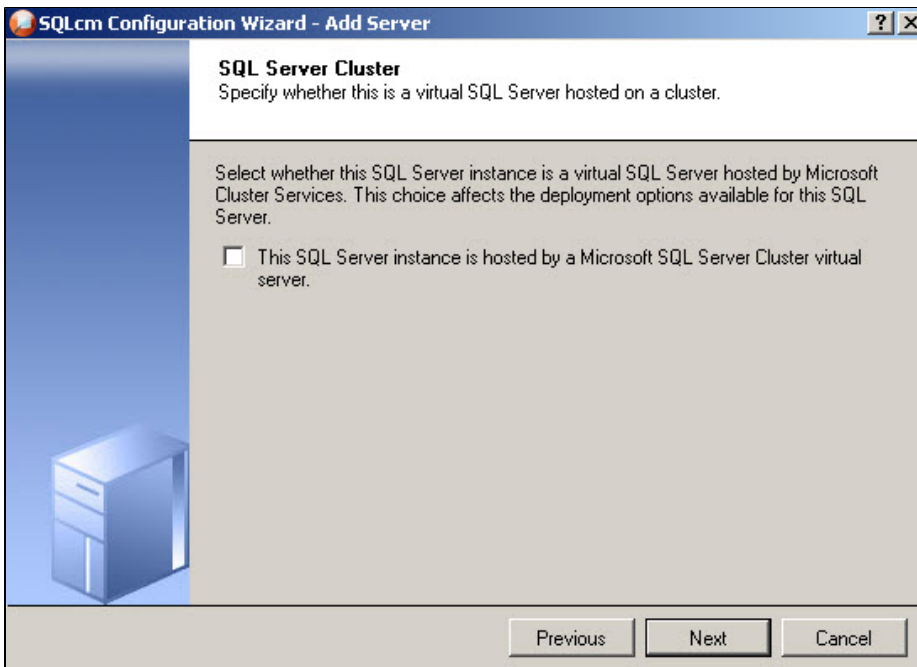 SQLcm Configuration Wizard - Add Server
SQL Server Cluster
Specify whether this is a virtual SQL Server hosted on a cluster.
Select whether this SQL Server instance is a virtual SQL Server hosted by Microsoft
Cluster Services. This choice affects the deployment options available for this SQL
Server.
This SQL Server instance is hosted by a Microsoft SQL Server Cluster virtual
server.
Previous
Next
Cancel